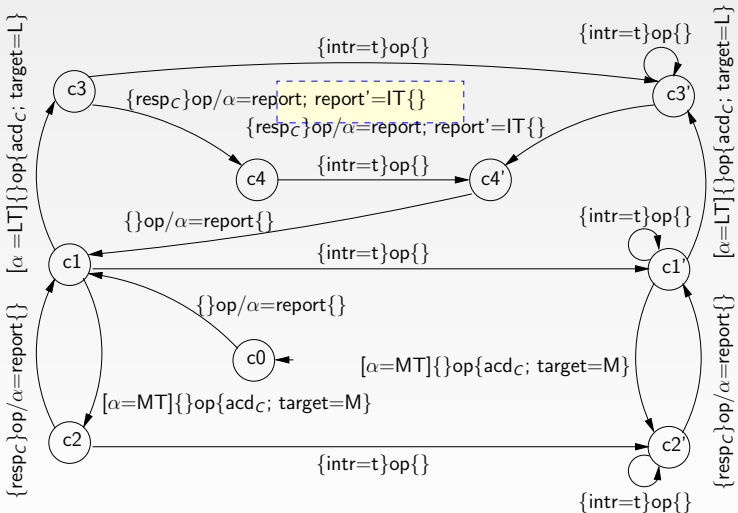 {intr=t}op{}
{intr=t}op{}
c3
c3'
{resp_C}op/α=report; report'=IT{}
{resp_C}op/α=report; report'=IT{}
[α =LT]{}op{acd_C; target=L}
[α=LT]{}op{acd_C; target=L}
c4
{intr=t}op{}
c4'
{}op/α=report{}
{intr=t}op{}
c1
{intr=t}op{}
c1'
{}op/α=report{}
c0
[α=MT]{}op{acd_C; target=M}
[α=MT]{}op{acd_C; target=M}
{resp_C}op/α=report{}
{resp_C}op/α=report{}
c2
{intr=t}op{}
c2'
{intr=t}op{}